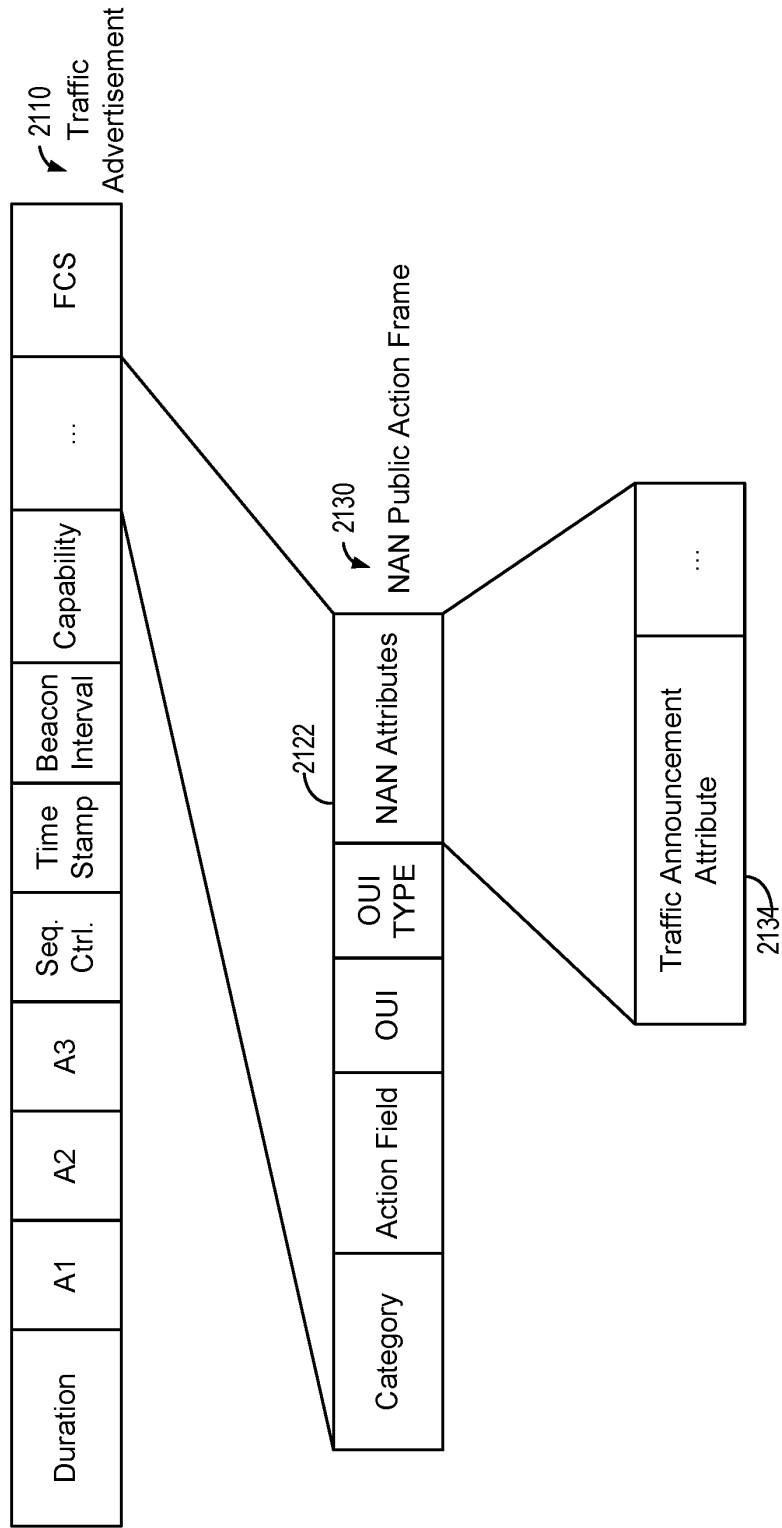 2110
Traffic
Advertisement
Duration
A1
A2
A3
Seq.
Ctrl.
Time
Stamp
Beacon
Interval
Capability
...
FCS
2130
NAN Public Action Frame
2122
Category
Action Field
OUI
OUI
TYPE
NAN Attributes
Traffic Announcement
Attribute
...
2134